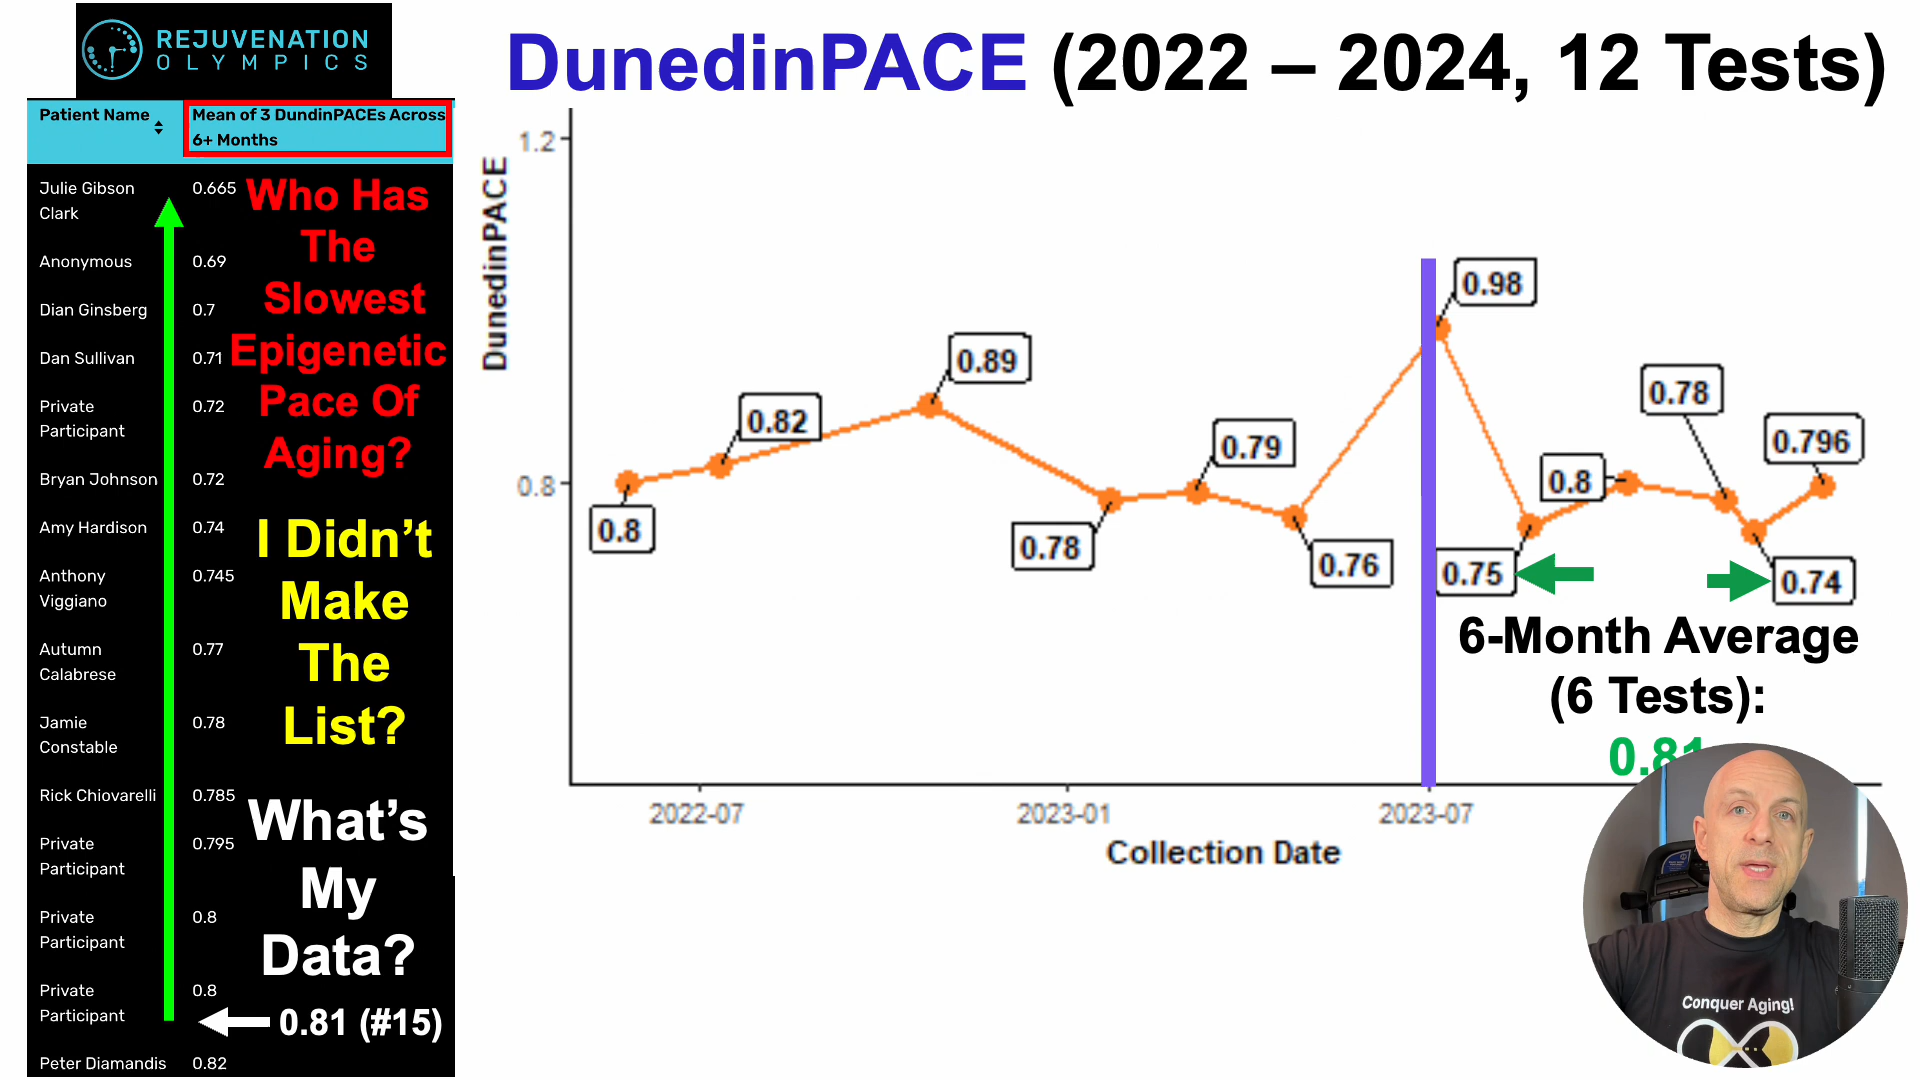 REJUVENATION
OLYMPICS
DunedinPACE (2022 – 2024, 12 Tests)
Patient Name
Mean of 3 DundinPACEs Across
6+ Months
Julie Gibson
Clark
0.665
Anonymous
0.69
Dian Ginsberg
0.7
Dan Sullivan
0.71
Private
Participant
0.72
Bryan Johnson
0.72
Amy Hardison
0.74
Anthony
Viggiano
0.745
Autumn
Calabrese
0.77
Jamie
Constable
0.78
Rick Chiovarelli
0.785
Private
Participant
0.795
Private
Participant
0.8
Private
Participant
0.8
Peter Diamandis
0.82
Who Has
The
Slowest
Epigenetic
Pace Of
Aging?
I Didn't
Make
The
List?
What's
My
Data?
0.81 (#15)
DunedinPACE
1.2
0.8
0.8
0.82
0.89
0.78
0.79
0.76
0.98
0.75
0.8
0.78
0.74
0.796
6-Month Average
(6 Tests):
0.81
2022-07
2023-01
2023-07
Collection Date
Conquer Aging!